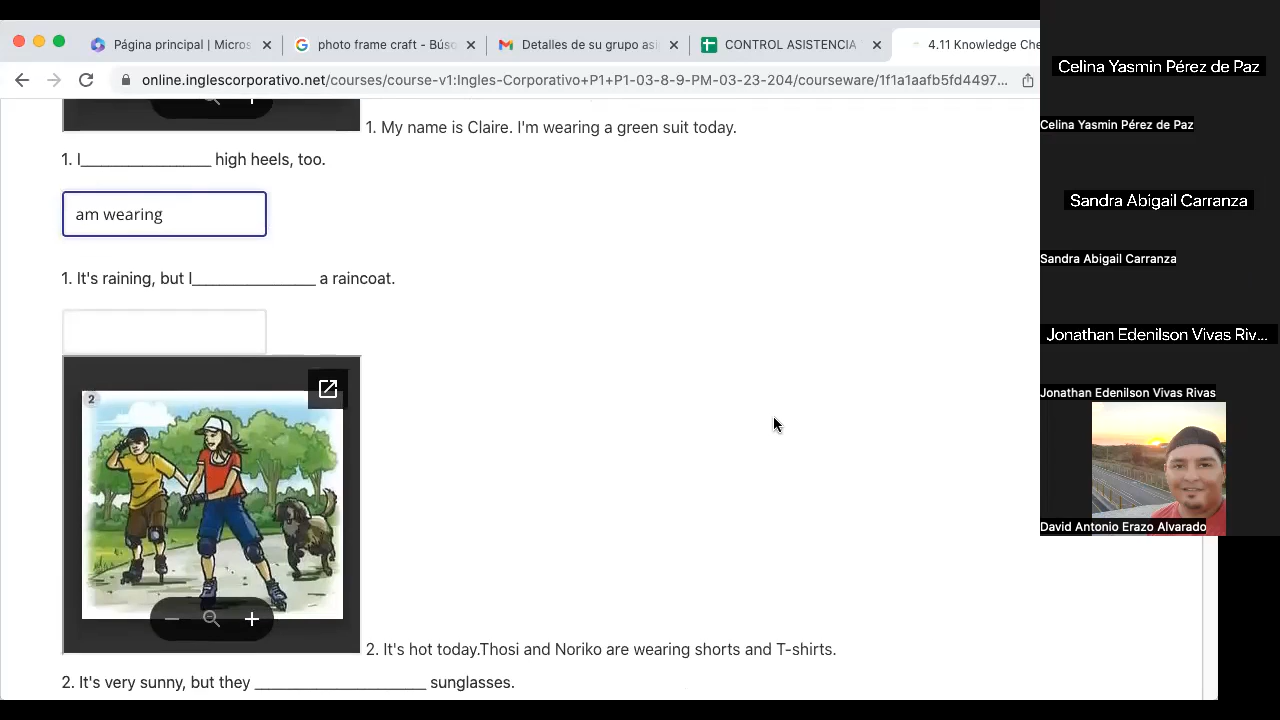 Página principal | Micros
photo frame craft - Búso
Detalles de su grupo asi
CONTROL ASISTENCIA
4.11 Knowledge Che
online.inglescorporativo.net/courses/course-v1:Ingles-Corporativo+P1+P1-03-8-9-PM-03-23-204/courseware/1f1a1aafb5fd4497...
1. My name is Claire. I'm wearing a green suit today.
1. I________________ high heels, too.
am wearing
1. It's raining, but I_______________ a raincoat.
2
2. It's hot today.Thosi and Noriko are wearing shorts and T-shirts.
2. It's very sunny, but they _____________________ sunglasses.
Celina Yasmin Pérez de Paz
Celina Yasmin Pérez de Paz
Sandra Abigail Carranza
Sandra Abigail Carranza
Jonathan Edenilson Vivas Riv...
Jonathan Edenilson Vivas Rivas
David Antonio Erazo Alvarado